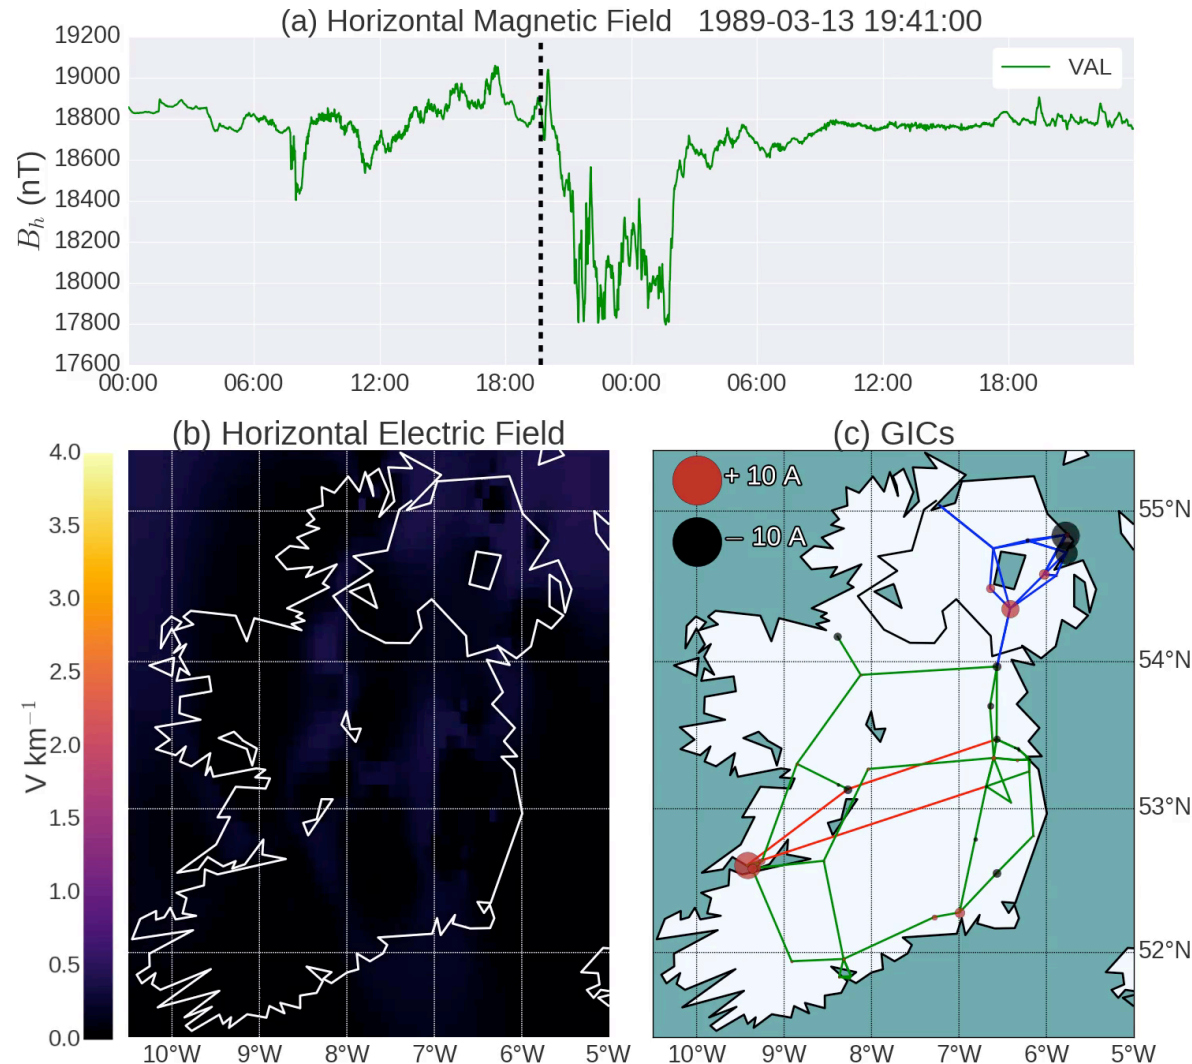 (a) Horizontal Magnetic Field 1989-03-13 19:41:00
19200
19000
18800
18600
18400
18200
18000
17800
17600
B_h (nT)
VAL
00:00 06:00 12:00 18:00 00:00 06:00 12:00 18:00
(b) Horizontal Electric Field
4.0
3.5
3.0
2.5
2.0
1.5
1.0
0.5
0.0
V km⁻¹
10°W 9°W 8°W 7°W 6°W 5°W
(c) GICs
+ 10 A
− 10 A
55°N
54°N
53°N
52°N
10°W 9°W 8°W 7°W 6°W 5°W